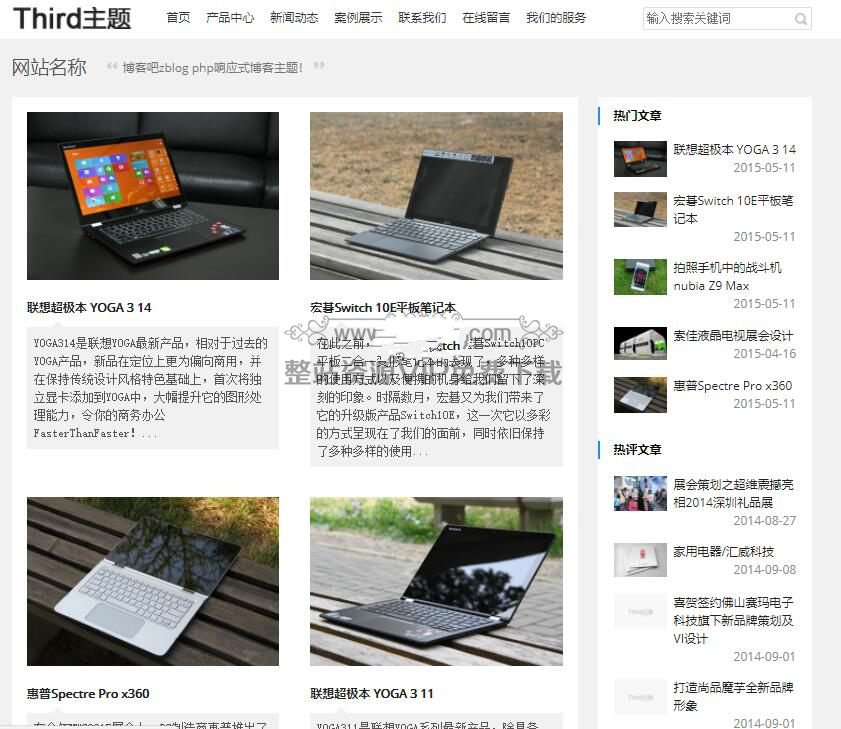 Third主题
首页 产品中心 新闻动态 案例展示 联系我们 在线留言 我们的服务
输入搜索关键词
网站名称
“ 博客吧zblog php响应式博客主题! ”
联想超极本 YOGA 3 14
YOGA314是联想YOGA最新产品，相对于过去的
YOGA产品，新品在定位上更为偏向商用，并
在保持传统设计风格特色基础上，首次将独
立显卡添加到YOGA中，大幅提升它的图形处
理能力，令你的商务办公
FasterThanFaster！...
宏碁Switch 10E平板笔记本
在此之前，
宏碁Switch10PC
平板二合一
表现了，多种多样
的使用方式以及便携的机身给我们留下了深
刻的印象。时隔数月，宏碁又为我们带来了
它的升级版产品Switch10E，这一次它以多彩
的方式呈现在了我们的面前，同时依旧保持
了多种多样的使用...
www.
.com
整站资源VIP免费下载
惠普Spectre Pro x360
联想超极本 YOGA 3 11
YOGA311是联想YOGA系列最新产品，除具备
热门文章
联想超极本 YOGA 3 14
2015-05-11
宏碁Switch 10E平板笔
记本
2015-05-11
拍照手机中的战斗机
nubia Z9 Max
2015-05-11
索佳液晶电视展会设计
2015-04-16
惠普Spectre Pro x360
2015-05-11
热评文章
展会策划之超维震撼亮
相2014深圳礼品展
2014-08-27
家用电器/汇威科技
2014-09-08
喜贺签约佛山赛玛电子
科技旗下新品牌策划及
VI设计
2014-09-01
打造尚品魔芋全新品牌
形象
2014-09-01